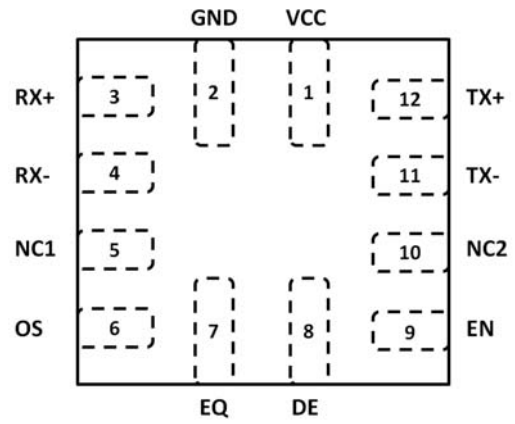 GND VCC
RX+ 3 2 1 12 TX+
RX- 4 11 TX-
NC1 5 10 NC2
OS 6 7 8 9 EN
EQ DE